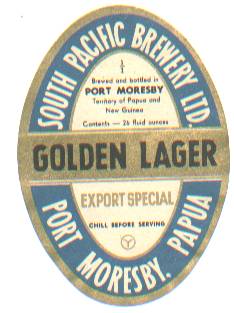 SOUTH PACIFIC BREWERY LTD.
Brewed and bottled in
PORT MORESBY
Territory of Papua and
New Guinea
Contents — 26 fluid ounces
GOLDEN LAGER
EXPORT SPECIAL
CHILL BEFORE SERVING
PORT MORESBY. PAPUA